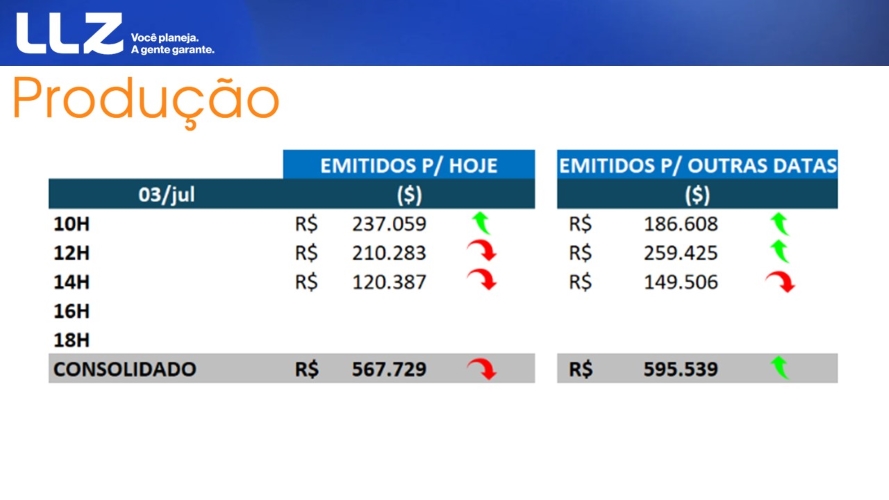 LLZ Você planeja.
A gente garante.
Produção
EMITIDOS P/ HOJE EMITIDOS P/ OUTRAS DATAS
03/jul ($) ($)
10H R$ 237.059 R$ 186.608
12H R$ 210.283 R$ 259.425
14H R$ 120.387 R$ 149.506
16H
18H
CONSOLIDADO R$ 567.729 R$ 595.539